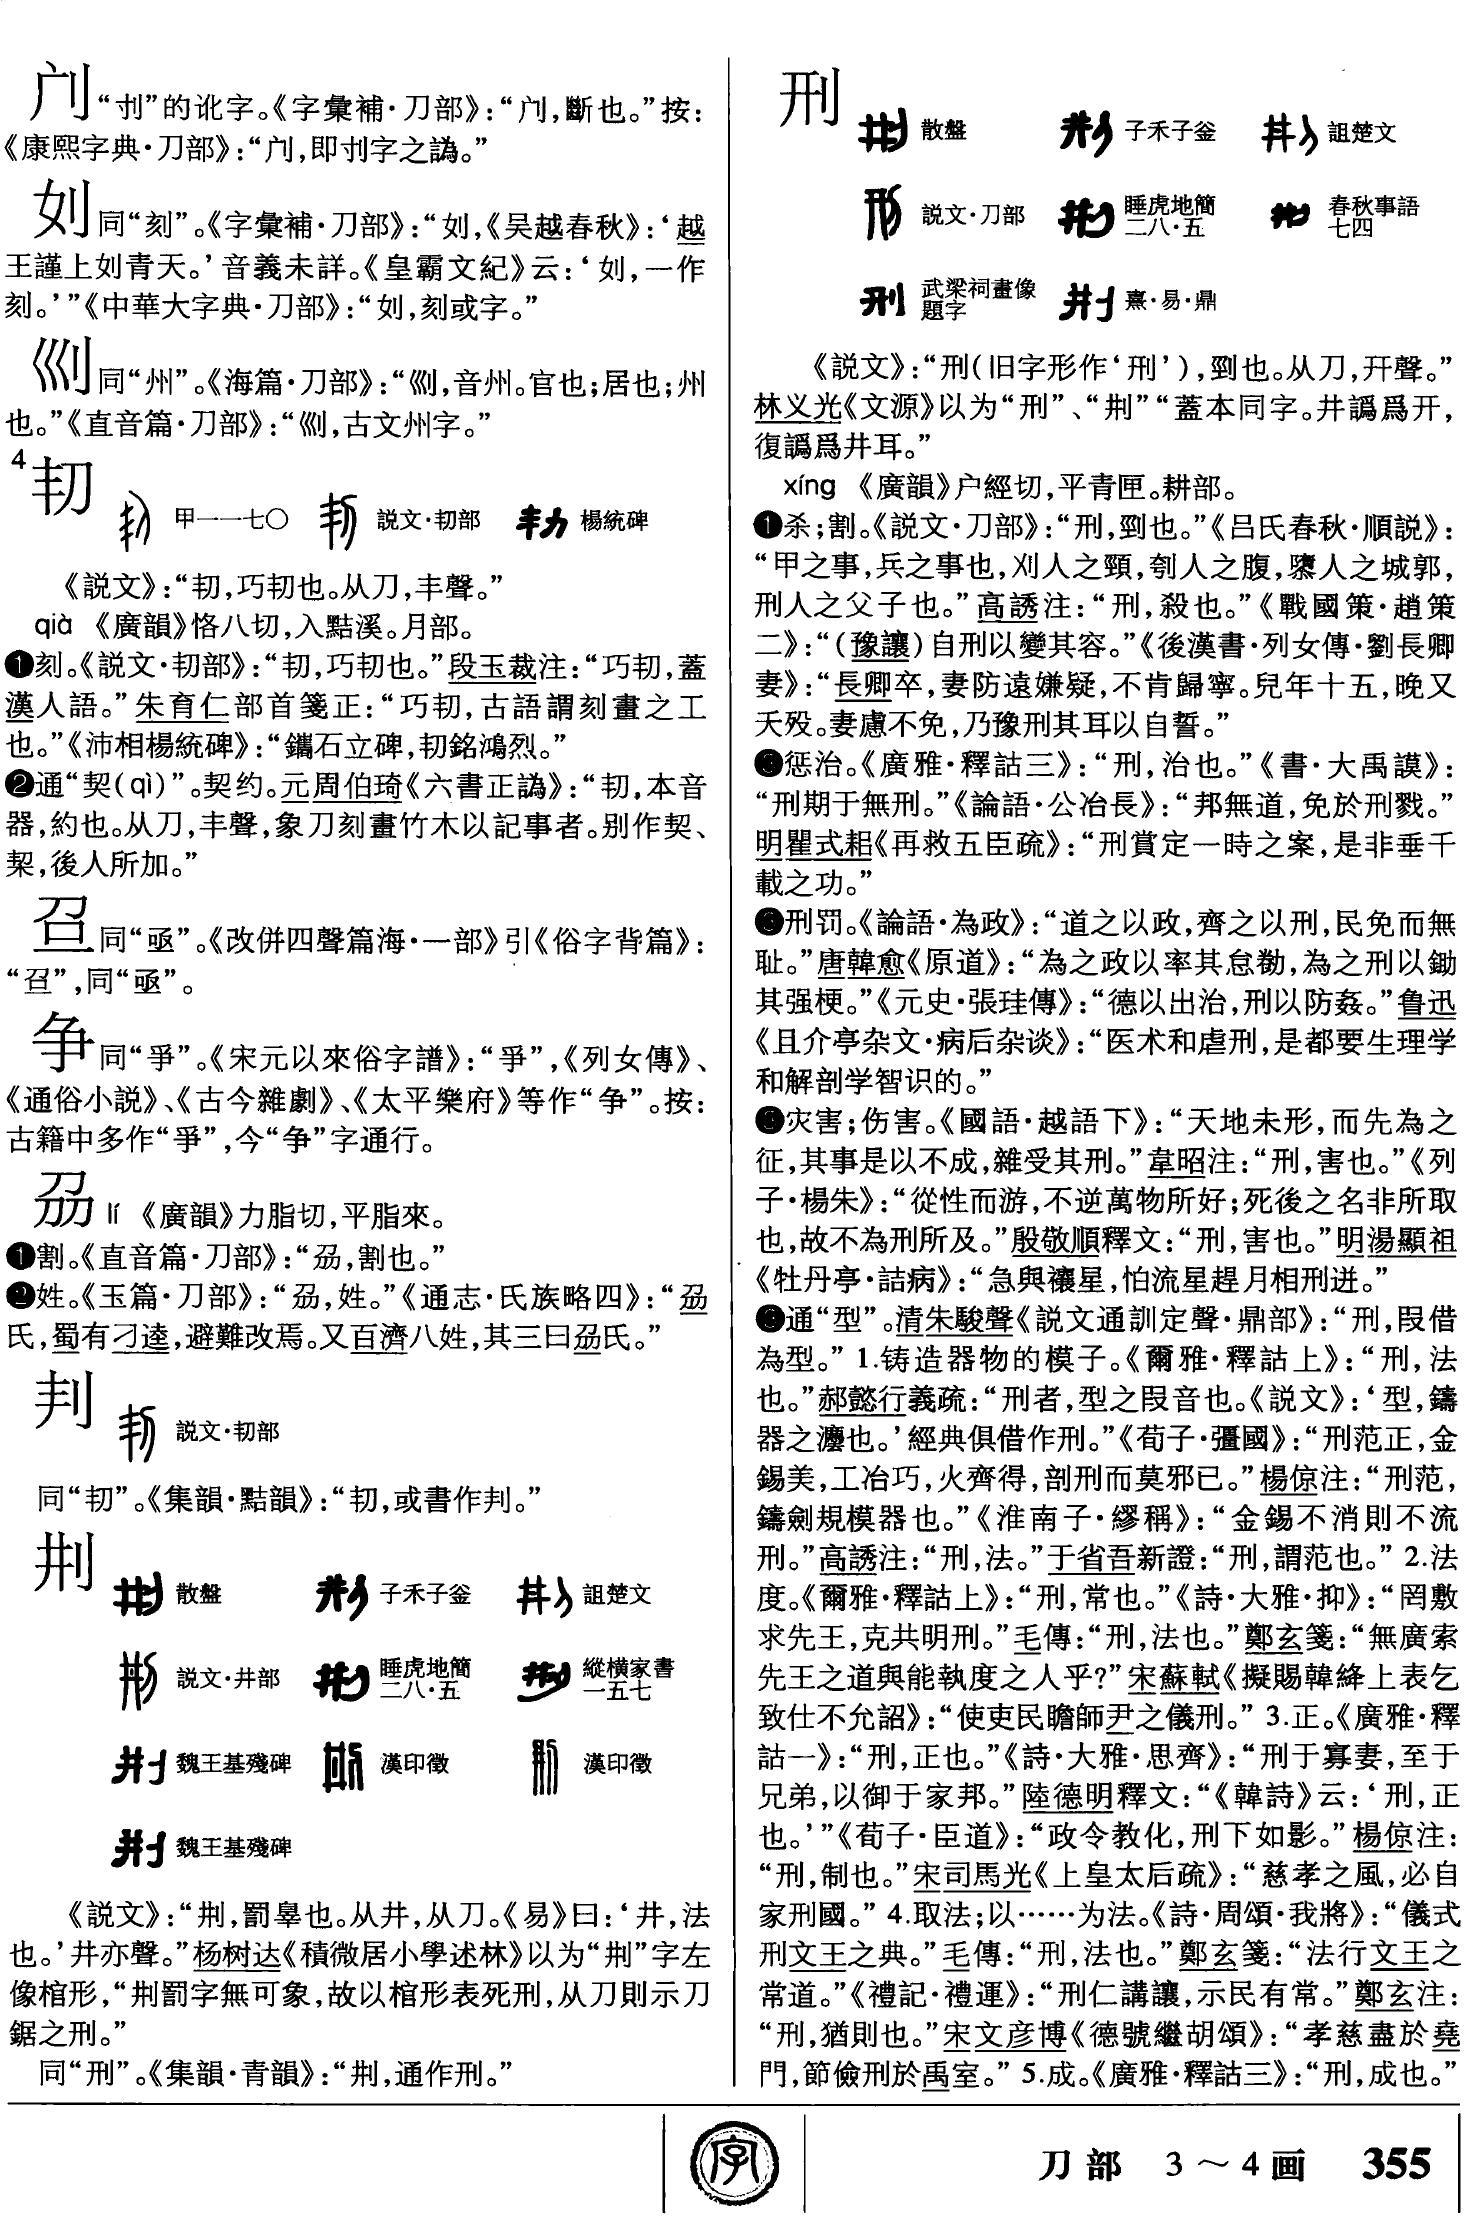 “刌”的讹字。《字彙補·刀部》：“，斷也。”按：
《康熙字典·刀部》：“，即刌字之譌。”
同“刻”。《字彙補·刀部》：“，《吴越春秋》：‘越
王謹上青天。’音義未詳。《皇霸文紀》云：‘，一作
刻。’”《中華大字典·刀部》：“，刻或字。”
同“州”。《海篇·刀部》：“，音州。官也；居也；州
也。”《直音篇·刀部》：“，古文州字。”
4
㓞 甲一一七〇 説文·㓞部 楊統碑
《説文》：“㓞，巧㓞也。从刀，丯聲。”
qià 《廣韻》恪八切，入黠溪。月部。
❶刻。《説文·㓞部》：“㓞，巧㓞也。”段玉裁注：“巧㓞，蓋
漢人語。”朱育仁部首箋正：“巧㓞，古語謂刻畫之工
也。”《沛相楊統碑》：“鑴石立碑，㓞銘鴻烈。”
❷通“契(qì)”。契约。元周伯琦《六書正譌》：“㓞，本音
器，約也。从刀，丯聲，象刀刻畫竹木以記事者。别作契、
，後人所加。”
同“亟”。《改併四聲篇海·一部》引《俗字背篇》：
“”，同“亟”。
争 同“爭”。《宋元以來俗字譜》：“爭”，《列女傳》、
《通俗小説》、《古今雜劇》、《太平樂府》等作“争”。按：
古籍中多作“爭”，今“争”字通行。
刕 lí 《廣韻》力脂切，平脂來。
❶割。《直音篇·刀部》：“刕，割也。”
❷姓。《玉篇·刀部》：“刕，姓。”《通志·氏族略四》：“刕
氏，蜀有刁逵，避難改焉。又百濟八姓，其三曰刕氏。”
説文·㓞部
同“㓞”。《集韻·黠韻》：“㓞，或書作。”
㓝
散盤 子禾子釜 詛楚文
説文·井部 睡虎地簡二八·五 縱横家書一五七
魏王基殘碑 漢印徵 漢印徵
魏王基殘碑
《説文》：“㓝，罰辠也。从井，从刀。《易》曰：‘井，法
也。’井亦聲。”杨树达《積微居小學述林》以为“㓝”字左
像棺形，“㓝罰字無可象，故以棺形表死刑，从刀則示刀
鋸之刑。”
同“刑”。《集韻·青韻》：“㓝，通作刑。”
刑
散盤 子禾子釜 詛楚文
説文·刀部 睡虎地簡二八·五 春秋事語七四
武梁祠畫像題字 熹·易·鼎
《説文》：“刑(旧字形作‘刑’)，剄也。从刀，幵聲。”
林义光《文源》以为“刑”、“㓝”“蓋本同字。井譌爲开，
復譌爲井耳。”
xíng 《廣韻》户經切，平青匣。耕部。
❶杀；割。《説文·刀部》：“刑，剄也。”《吕氏春秋·順説》：
“甲之事，兵之事也，刈人之頸，刳人之腹，隳人之城郭，
刑人之父子也。”高誘注：“刑，殺也。”《戰國策·趙策
二》：“(豫讓)自刑以變其容。”《後漢書·列女傳·劉長卿
妻》：“長卿卒，妻防遠嫌疑，不肯歸寧。兒年十五，晚又
夭殁。妻慮不免，乃豫刑其耳以自誓。”
❷惩治。《廣雅·釋詁三》：“刑，治也。”《書·大禹謨》：
“刑期于無刑。”《論語·公冶長》：“邦無道，免於刑戮。”
明瞿式耜《再救五臣疏》：“刑賞定一時之案，是非垂千
載之功。”
❸刑罚。《論語·為政》：“道之以政，齊之以刑，民免而無
耻。”唐韓愈《原道》：“為之政以率其怠勌，為之刑以鋤
其强梗。”《元史·張珪傳》：“德以出治，刑以防姦。”鲁迅
《且介亭杂文·病后杂谈》：“医术和虐刑，是都要生理学
和解剖学智识的。”
❹灾害；伤害。《國語·越語下》：“天地未形，而先為之
征，其事是以不成，雜受其刑。”韋昭注：“刑，害也。”《列
子·楊朱》：“從性而游，不逆萬物所好；死後之名非所取
也，故不為刑所及。”殷敬順釋文：“刑，害也。”明湯顯祖
《牡丹亭·詰病》：“急與禳星，怕流星趕月相刑迸。”
❺通“型”。清朱駿聲《説文通訓定聲·鼎部》：“刑，叚借
為型。”1.铸造器物的模子。《爾雅·釋詁上》：“刑，法
也。”郝懿行義疏：“刑者，型之叚音也。《説文》：‘型，鑄
器之灋也。’經典俱借作刑。”《荀子·彊國》：“刑范正，金
錫美，工冶巧，火齊得，剖刑而莫邪已。”楊倞注：“刑范，
鑄劍規模器也。”《淮南子·繆稱》：“金錫不消則不流
刑。”高誘注：“刑，法。”于省吾新證：“刑，謂范也。”2.法
度。《爾雅·釋詁上》：“刑，常也。”《詩·大雅·抑》：“罔敷
求先王，克共明刑。”毛傳：“刑，法也。”鄭玄箋：“無廣索
先王之道與能執度之人乎？”宋蘇軾《擬賜韓絳上表乞
致仕不允詔》：“使吏民瞻師尹之儀刑。”3.正。《廣雅·釋
詁一》：“刑，正也。”《詩·大雅·思齊》：“刑于寡妻，至于
兄弟，以御于家邦。”陸德明釋文：“《韓詩》云：‘刑，正
也。’”《荀子·臣道》：“政令教化，刑下如影。”楊倞注：
“刑，制也。”宋司馬光《上皇太后疏》：“慈孝之風，必自
家刑國。”4.取法；以……为法。《詩·周頌·我將》：“儀式
刑文王之典。”毛傳：“刑，法也。”鄭玄箋：“法行文王之
常道。”《禮記·禮運》：“刑仁講讓，示民有常。”鄭玄注：
“刑，猶則也。”宋文彦博《德號繼胡頌》：“孝慈盡於堯
門，節儉刑於禹室。”5.成。《廣雅·釋詁三》：“刑，成也。”
字
刀部 3～4画 355